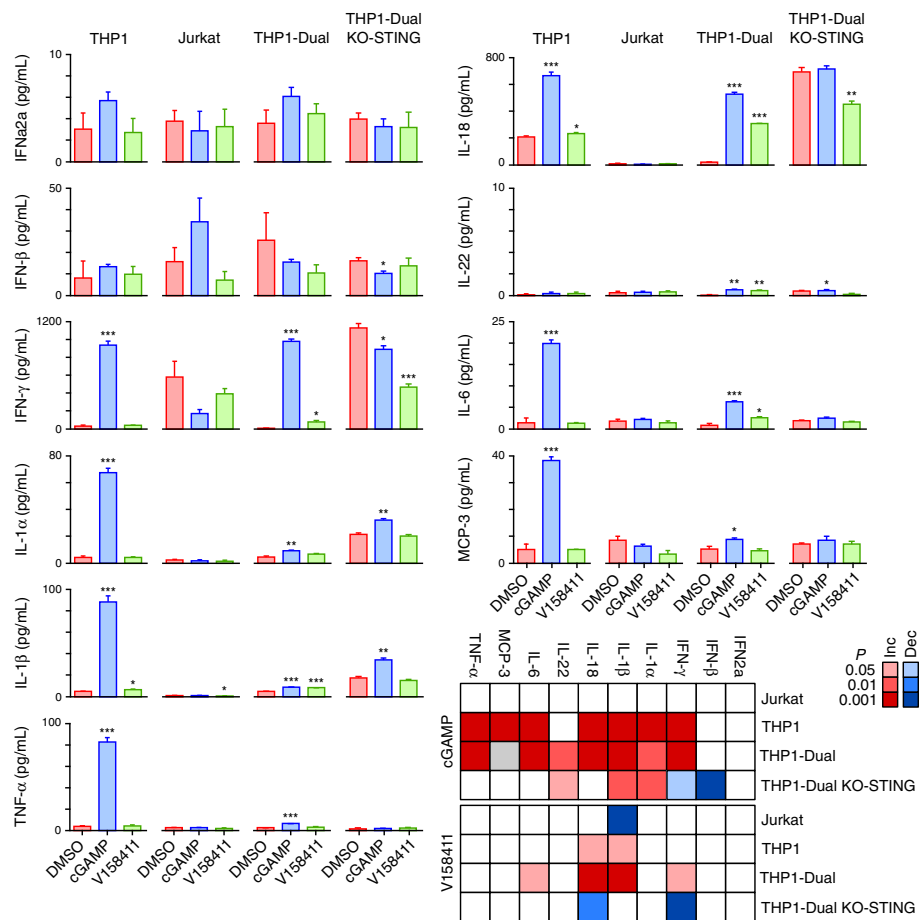 THP1 Jurkat THP1-Dual THP1-Dual KO-STING
IFNa2a (pg/mL)
10
0
IFN-β (pg/mL)
50
0
*
IFN-γ (pg/mL)
1200
0
*** *** * * ***
IL-1α (pg/mL)
80
0
*** ** **
IL-1β (pg/mL)
100
0
*** * * *** *** **
TNF-α (pg/mL)
100
0
*** ***
DMSO cGAMP V158411 DMSO cGAMP V158411 DMSO cGAMP V158411 DMSO cGAMP V158411
THP1 Jurkat THP1-Dual THP1-Dual KO-STING
IL-18 (pg/mL)
800
0
*** * *** *** **
IL-22 (pg/mL)
10
0
** ** *
IL-6 (pg/mL)
25
0
*** *** *
MCP-3 (pg/mL)
40
0
*** *
DMSO cGAMP V158411 DMSO cGAMP V158411 DMSO cGAMP V158411 DMSO cGAMP V158411
TNF-α MCP-3 IL-6 IL-22 IL-18 IL-1β IL-1α IFN-γ IFN-β IFN2a
P Inc Dec
0.05
0.01
0.001
cGAMP
Jurkat
THP1
THP1-Dual
THP1-Dual KO-STING
V158411
Jurkat
THP1
THP1-Dual
THP1-Dual KO-STING